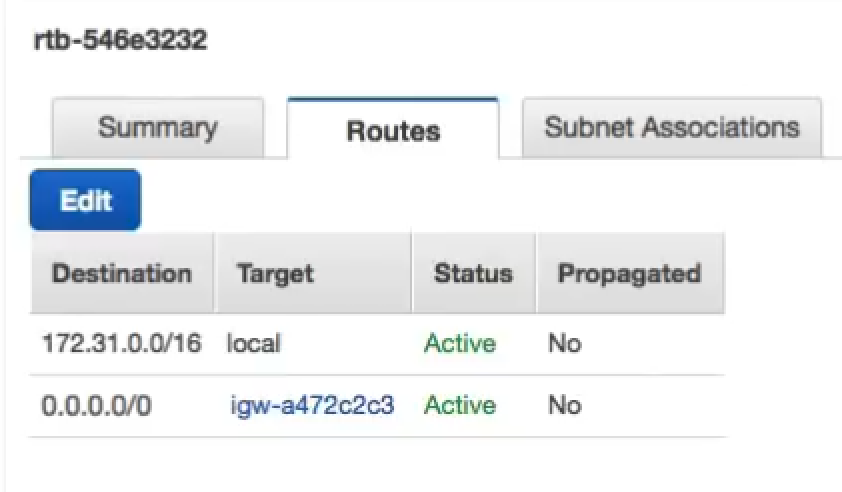 rtb-546e3232
Summary Routes Subnet Associations
Edit
Destination Target Status Propagated
172.31.0.0/16 local Active No
0.0.0.0/0 igw-a472c2c3 Active No